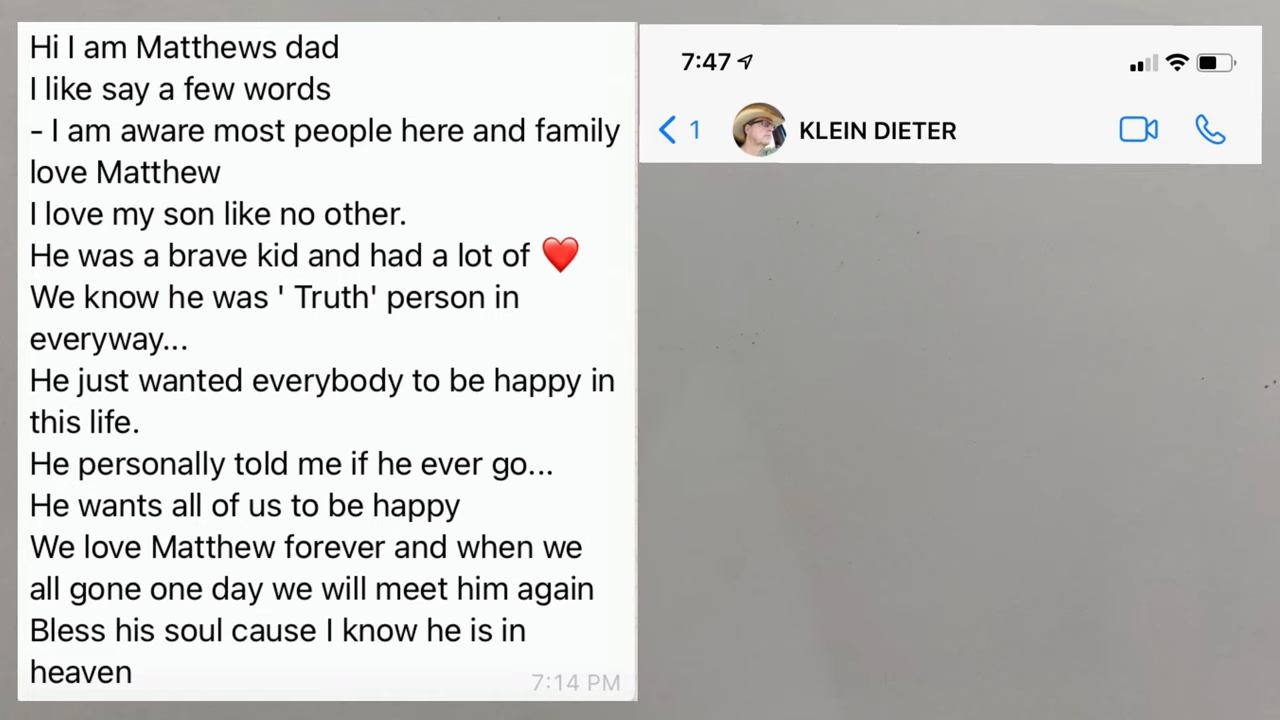 Hi I am Matthews dad
I like say a few words
- I am aware most people here and family
love Matthew
I love my son like no other.
He was a brave kid and had a lot of ❤️
We know he was ' Truth' person in
everyway...
He just wanted everybody to be happy in
this life.
He personally told me if he ever go...
He wants all of us to be happy
We love Matthew forever and when we
all gone one day we will meet him again
Bless his soul cause I know he is in
heaven
7:14 PM
7:47
1
KLEIN DIETER